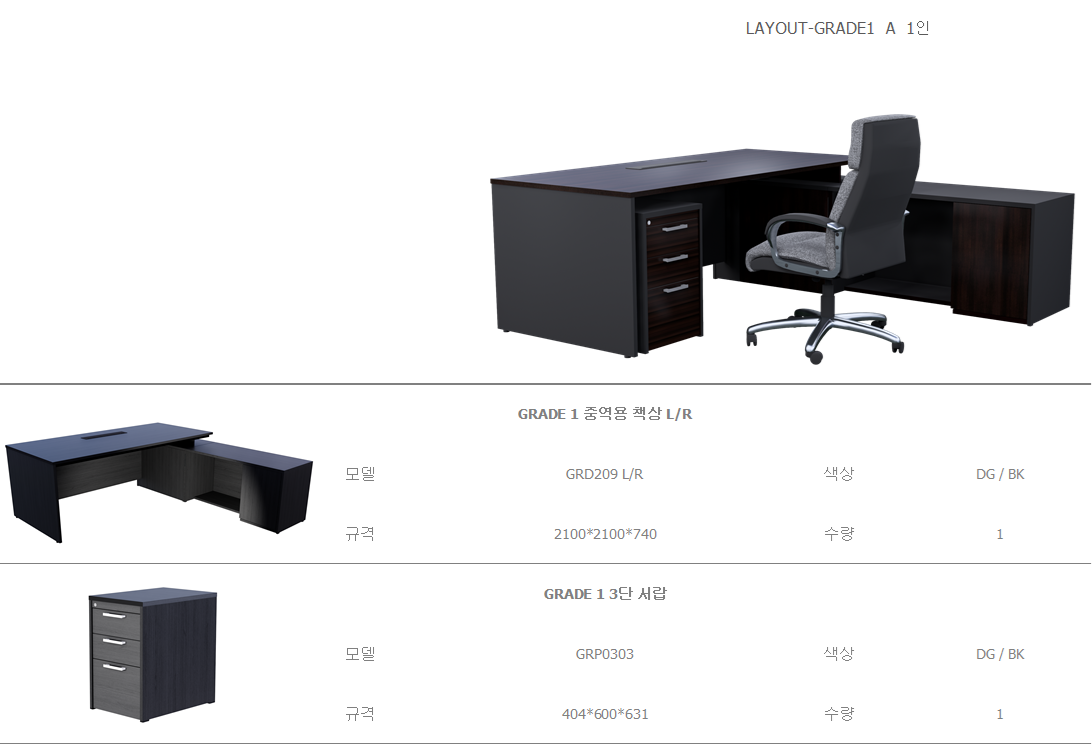 LAYOUT-GRADE1 A 1인
GRADE 1 중역용 책상 L/R
모델 GRD209 L/R 색상 DG / BK
규격 2100*2100*740 수량 1
GRADE 1 3단 서랍
모델 GRP0303 색상 DG / BK
규격 404*600*631 수량 1